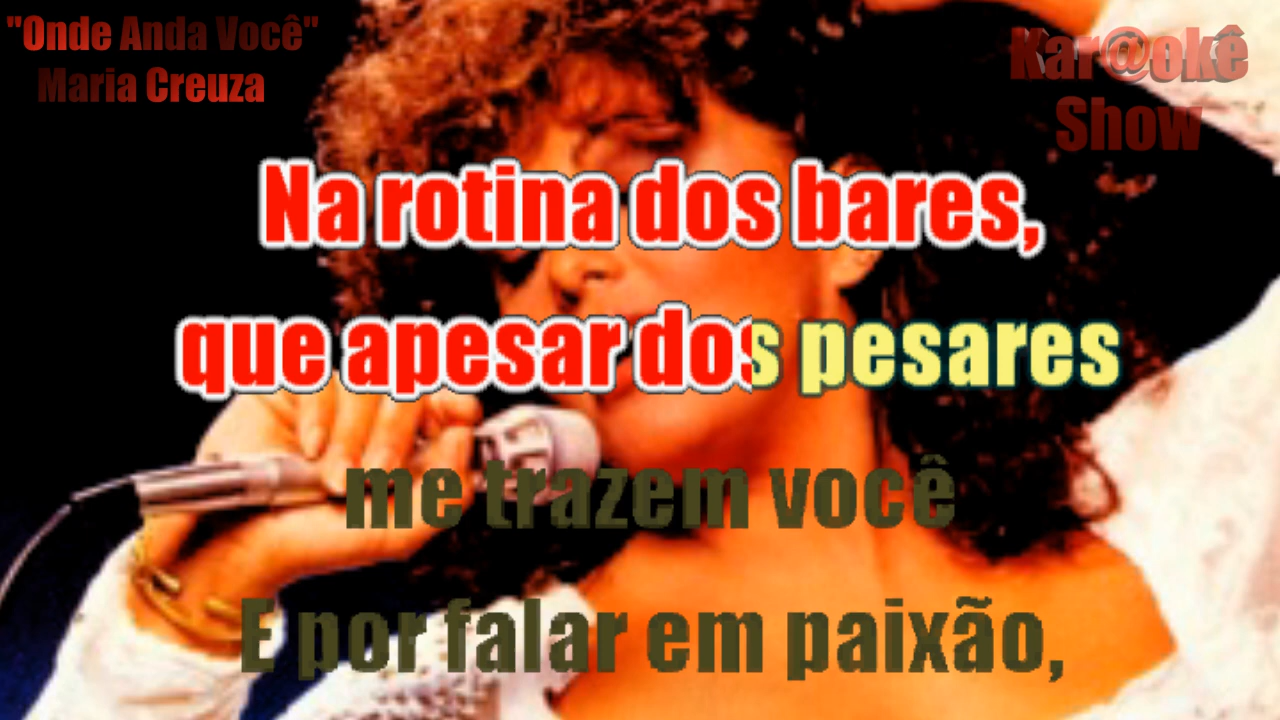 "Onde Anda Você"
Maria Creuza
Kar@okê
Show
Na rotina dos bares,
que apesar dos pesares
me trazem você
E por falar em paixão,